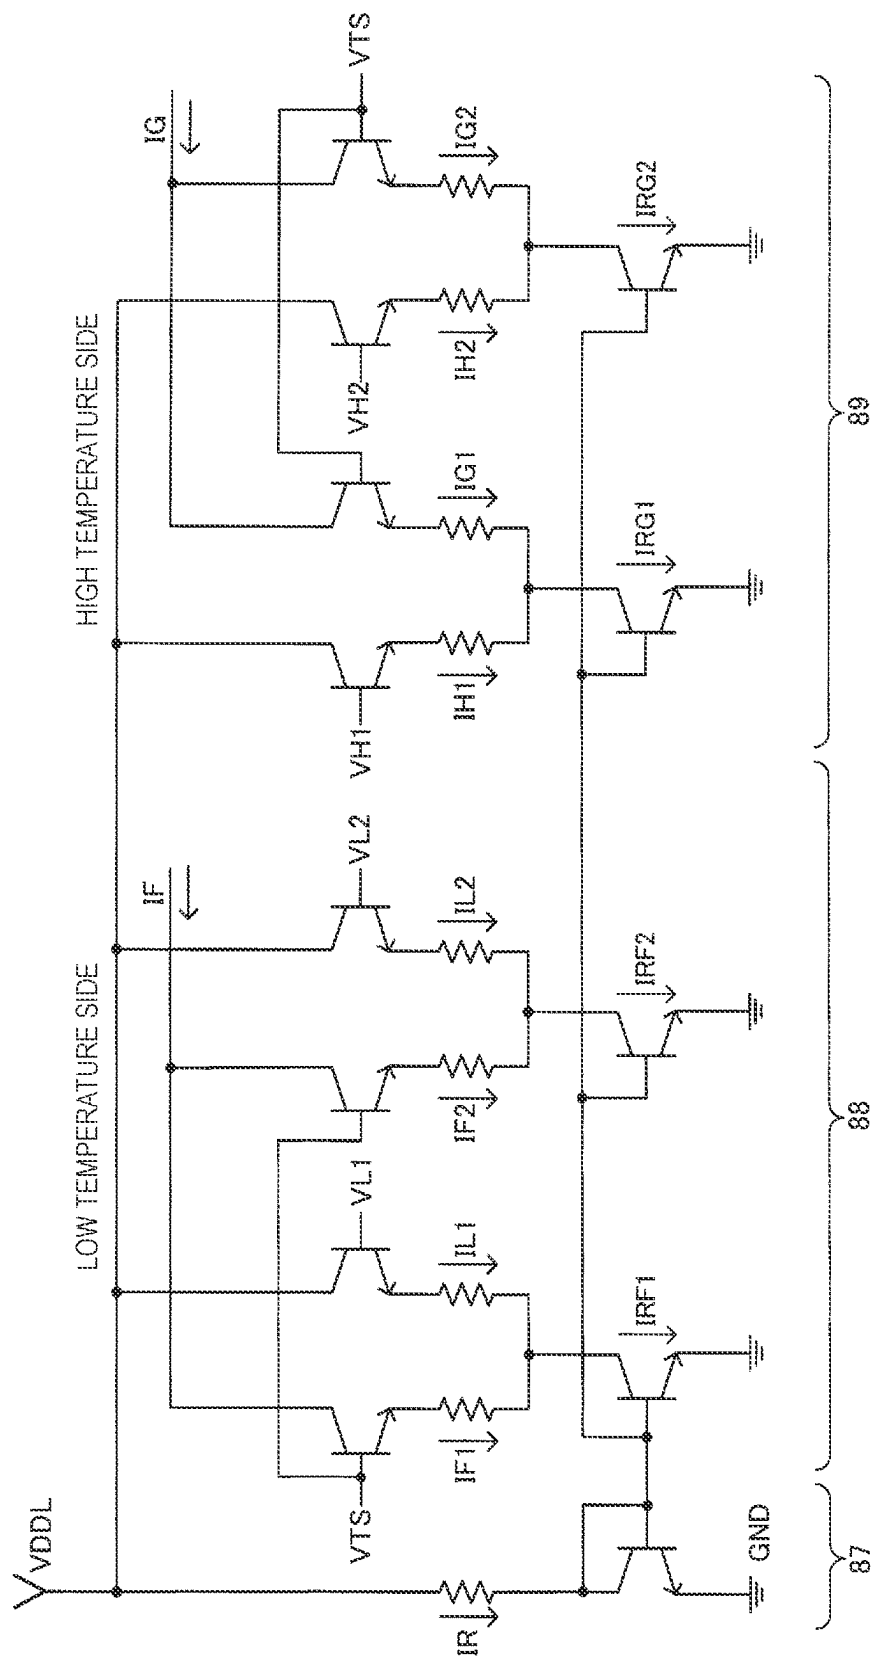 VDDL
LOW TEMPERATURE SIDE
HIGH TEMPERATURE SIDE
IF
IG
VTS
VL1
VL2
VH1
VH2
VTS
IR
IF1
IL1
IF2
IL2
IH1
IG1
IH2
IG2
IRF1
IRF2
IRG1
IRG2
GND
87
88
89